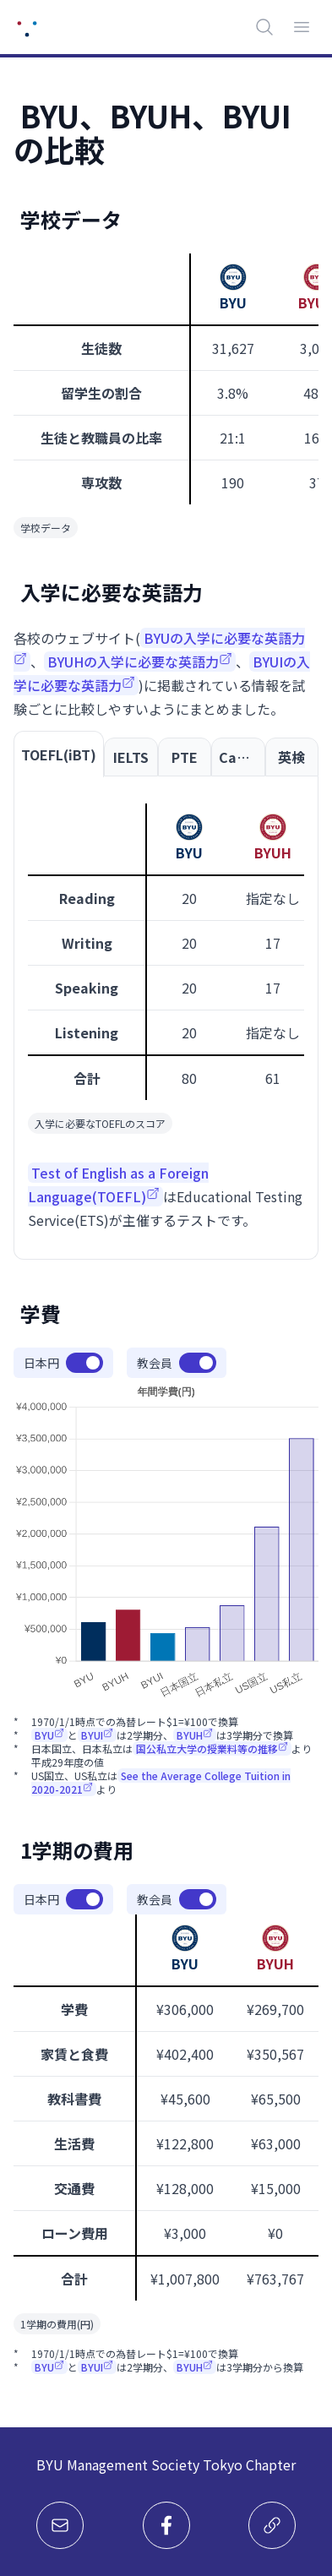 BYU、BYUH、BYUI
の比較
学校データ
BYU
生徒数 31,627
留学生の割合 3.8%
生徒と教職員の比率 21:1
専攻数 190
学校データ
入学に必要な英語力
各校のウェブサイト( BYUの入学に必要な英語力
、 BYUHの入学に必要な英語力 、 BYUIの入
学に必要な英語力 )に掲載されている情報を試
験ごとに比較しやすいようにまとめました。
TOEFL(iBT) IELTS PTE Ca… 英検
BYU BYUH
Reading 20 指定なし
Writing 20 17
Speaking 20 17
Listening 20 指定なし
合計 80 61
入学に必要なTOEFLのスコア
Test of English as a Foreign
Language(TOEFL) はEducational Testing
Service(ETS)が主催するテストです。
学費
日本円 教会員
年間学費(円)
¥4,000,000
¥3,500,000
¥3,000,000
¥2,500,000
¥2,000,000
¥1,500,000
¥1,000,000
¥500,000
¥0
BYU BYUH BYUI 日本国立 日本私立 US国立 US私立
* 1970/1/1時点での為替レート$1=¥100で換算
* BYU と BYUI は2学期分、 BYUH は3学期分で換算
* 日本国立、日本私立は 国公私立大学の授業料等の推移 より
平成29年度の値
* US国立、US私立は See the Average College Tuition in
2020-2021 より
1学期の費用
日本円 教会員
BYU BYUH
学費 ¥306,000 ¥269,700
家賃と食費 ¥402,400 ¥350,567
教科書費 ¥45,600 ¥65,500
生活費 ¥122,800 ¥63,000
交通費 ¥128,000 ¥15,000
ローン費用 ¥3,000 ¥0
合計 ¥1,007,800 ¥763,767
1学期の費用(円)
* 1970/1/1時点での為替レート$1=¥100で換算
* BYU と BYUI は2学期分、 BYUH は3学期分から換算
BYU Management Society Tokyo Chapter